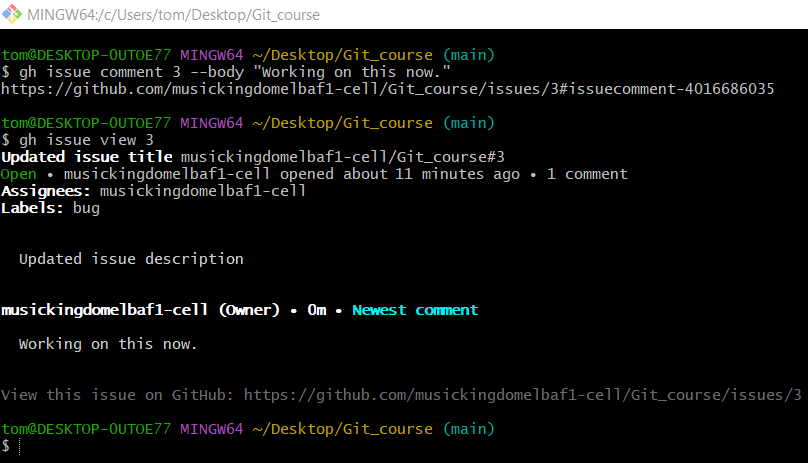 MINGW64:/c/Users/tom/Desktop/Git_course
tom@DESKTOP-OUTOE77 MINGW64 ~/Desktop/Git_course (main)
$ gh issue comment 3 --body "Working on this now."
https://github.com/musickingdomelbaf1-cell/Git_course/issues/3#issuecomment-4016686035
tom@DESKTOP-OUTOE77 MINGW64 ~/Desktop/Git_course (main)
$ gh issue view 3
Updated issue title musickingdomelbaf1-cell/Git_course#3
Open • musickingdomelbaf1-cell opened about 11 minutes ago • 1 comment
Assignees: musickingdomelbaf1-cell
Labels: bug
Updated issue description
musickingdomelbaf1-cell (Owner) • 0m • Newest comment
Working on this now.
View this issue on GitHub: https://github.com/musickingdomelbaf1-cell/Git_course/issues/3
tom@DESKTOP-OUTOE77 MINGW64 ~/Desktop/Git_course (main)
$